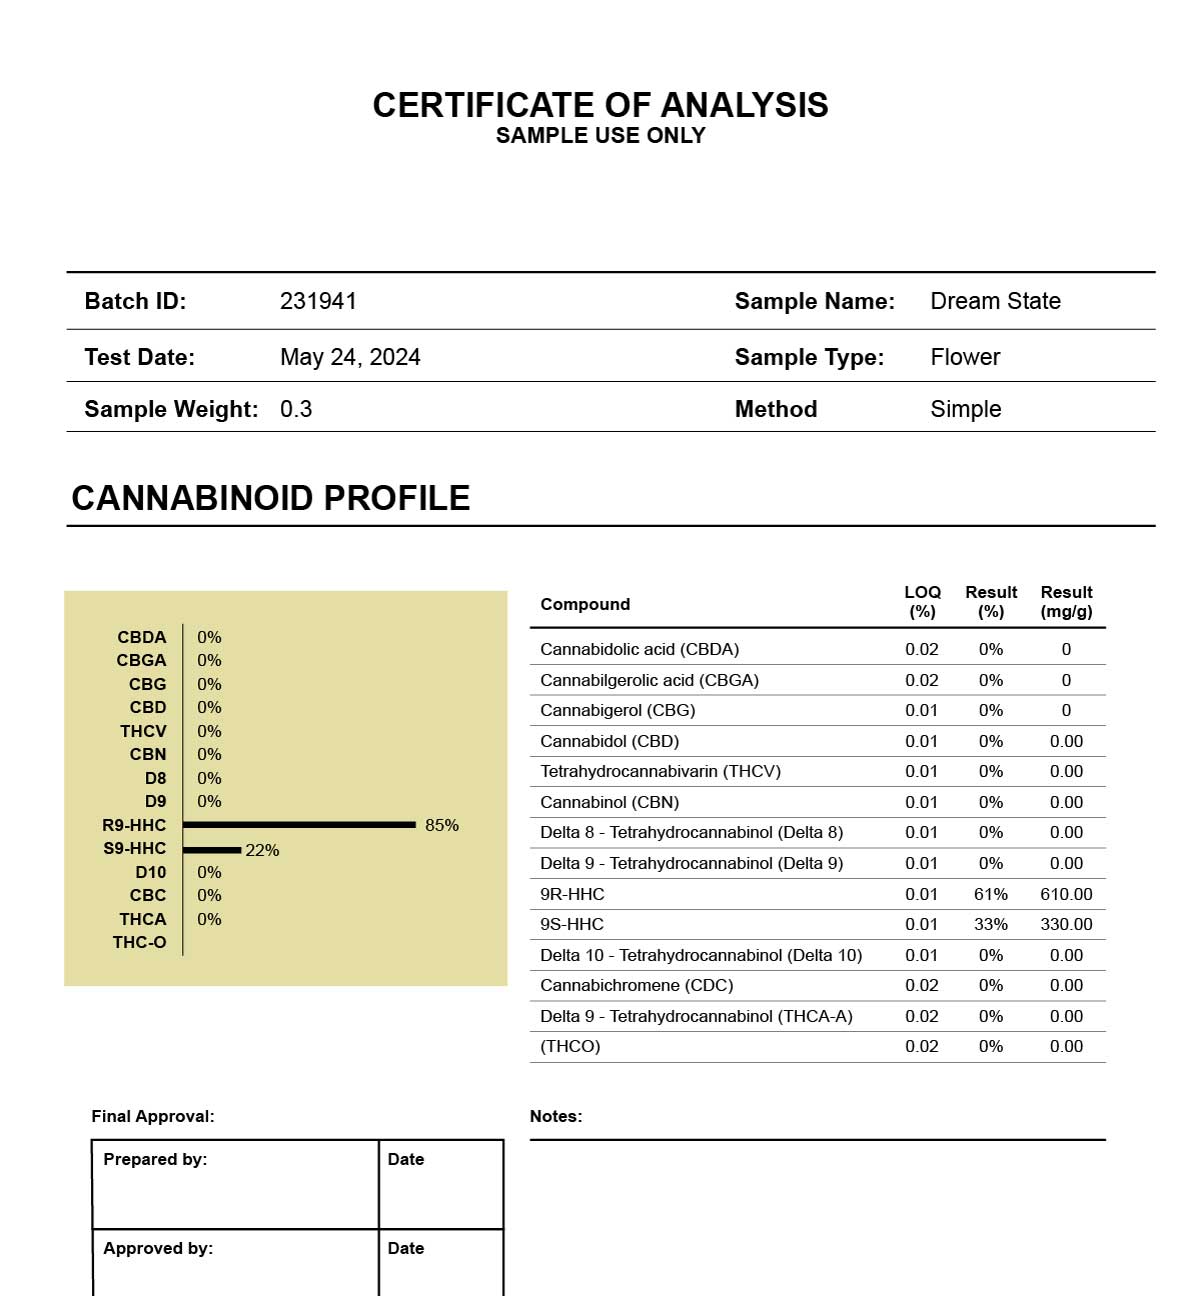 CERTIFICATE OF ANALYSIS
SAMPLE USE ONLY
Batch ID: 231941 Sample Name: Dream State
Test Date: May 24, 2024 Sample Type: Flower
Sample Weight: 0.3 Method Simple
CANNABINOID PROFILE
CBDA 0%
CBGA 0%
CBG 0%
CBD 0%
THCV 0%
CBN 0%
D8 0%
D9 0%
R9-HHC 85%
S9-HHC 22%
D10 0%
CBC 0%
THCA 0%
THC-O
Compound LOQ (%) Result (%) Result (mg/g)
Cannabidolic acid (CBDA) 0.02 0% 0
Cannabilgerolic acid (CBGA) 0.02 0% 0
Cannabigerol (CBG) 0.01 0% 0
Cannabidol (CBD) 0.01 0% 0.00
Tetrahydrocannabivarin (THCV) 0.01 0% 0.00
Cannabinol (CBN) 0.01 0% 0.00
Delta 8 - Tetrahydrocannabinol (Delta 8) 0.01 0% 0.00
Delta 9 - Tetrahydrocannabinol (Delta 9) 0.01 0% 0.00
9R-HHC 0.01 61% 610.00
9S-HHC 0.01 33% 330.00
Delta 10 - Tetrahydrocannabinol (Delta 10) 0.01 0% 0.00
Cannabichromene (CDC) 0.02 0% 0.00
Delta 9 - Tetrahydrocannabinol (THCA-A) 0.02 0% 0.00
(THCO) 0.02 0% 0.00
Final Approval:
Prepared by: Date
Approved by: Date
Notes: